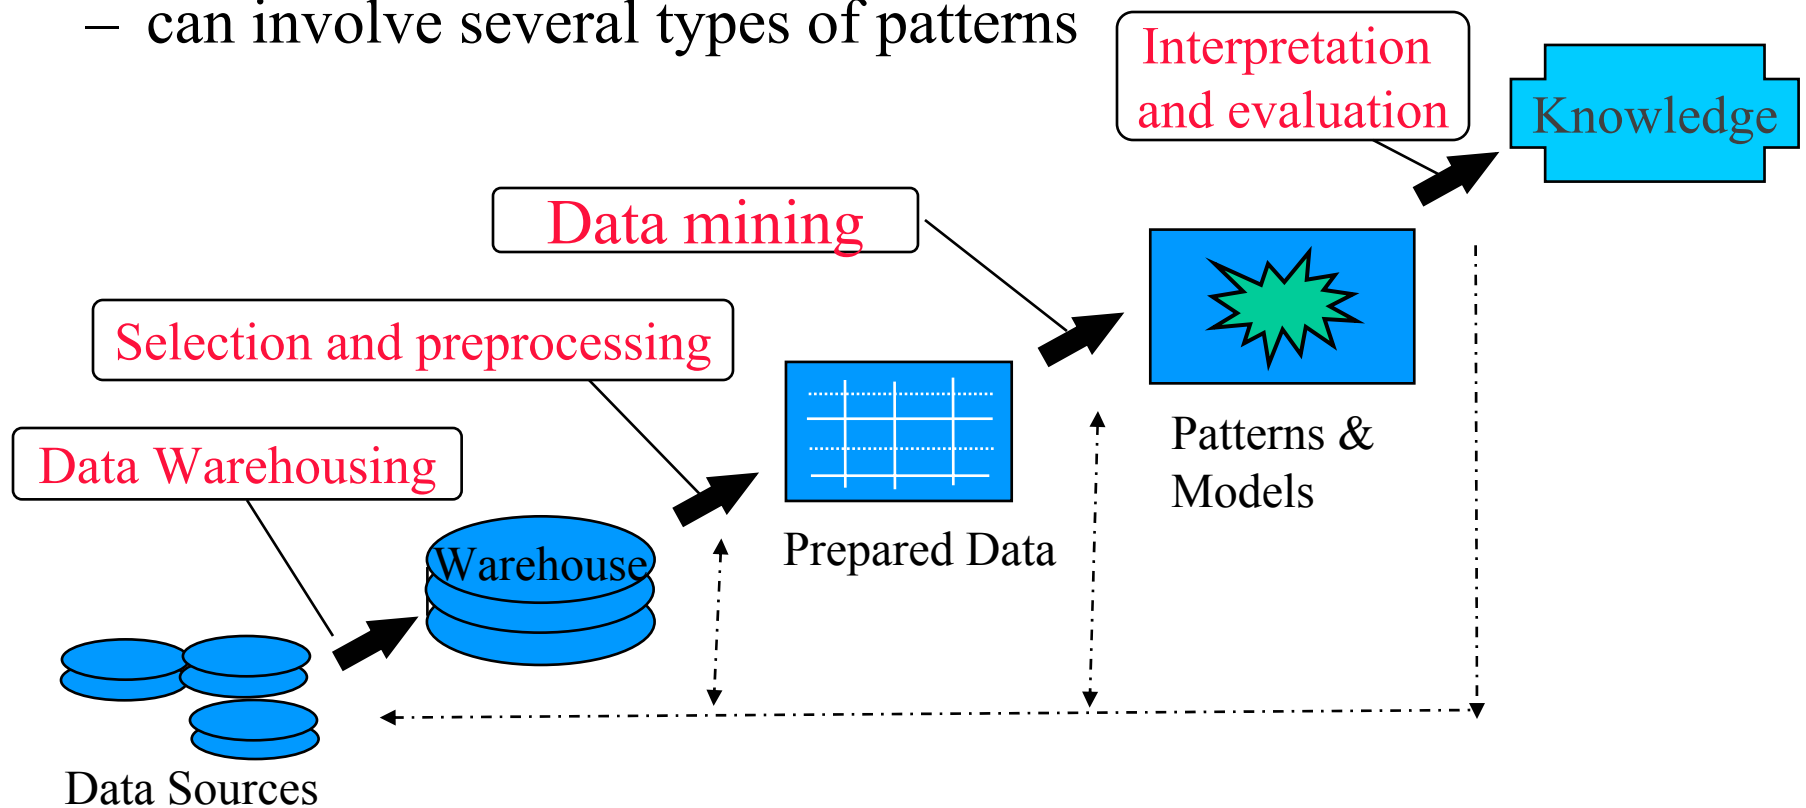 – can involve several types of patterns
Interpretation
and evaluation
Knowledge
Data mining
Selection and preprocessing
Data Warehousing
Patterns &
Models
Prepared Data
Warehouse
Data Sources